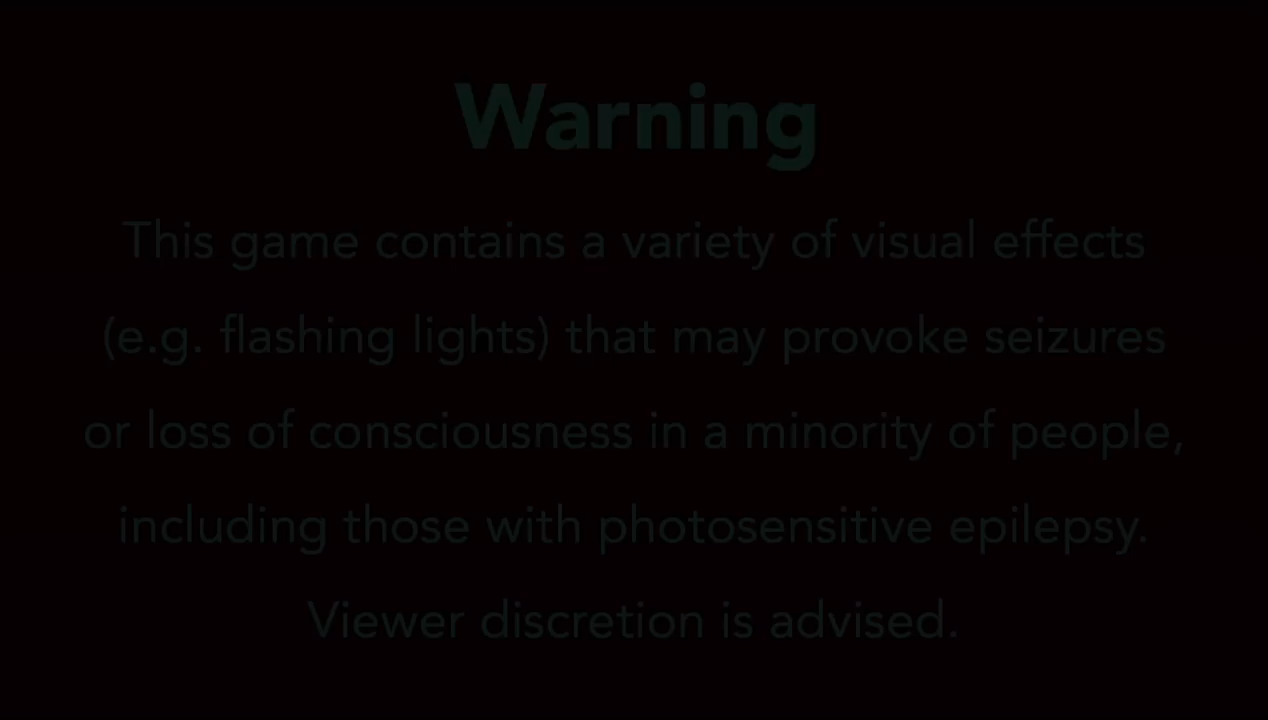 Warning
This game contains a variety of visual effects
(e.g. flashing lights) that may provoke seizures
or loss of consciousness in a minority of people,
including those with photosensitive epilepsy.
Viewer discretion is advised.